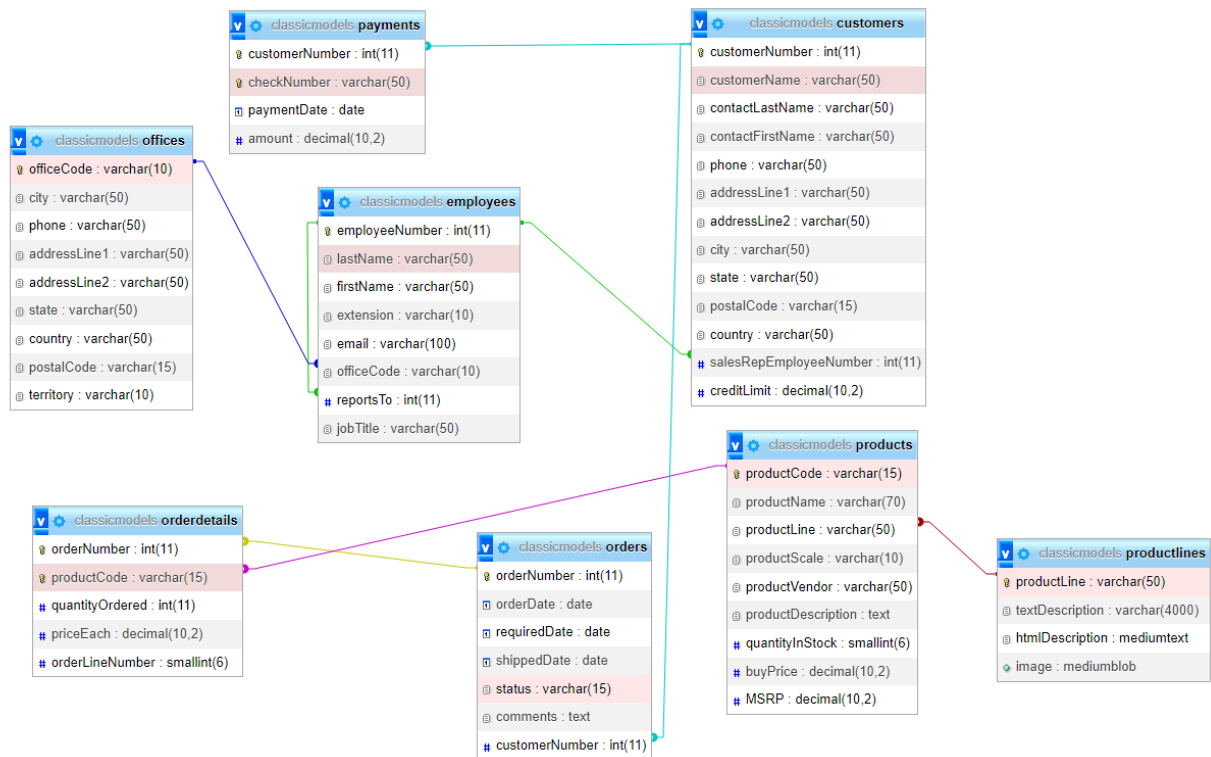 classicmodels payments
customerNumber : int(11)
checkNumber : varchar(50)
paymentDate : date
amount : decimal(10,2)
classicmodels customers
customerNumber : int(11)
customerName : varchar(50)
contactLastName : varchar(50)
contactFirstName : varchar(50)
phone : varchar(50)
addressLine1 : varchar(50)
addressLine2 : varchar(50)
city : varchar(50)
state : varchar(50)
postalCode : varchar(15)
country : varchar(50)
salesRepEmployeeNumber : int(11)
creditLimit : decimal(10,2)
classicmodels offices
officeCode : varchar(10)
city : varchar(50)
phone : varchar(50)
addressLine1 : varchar(50)
addressLine2 : varchar(50)
state : varchar(50)
country : varchar(50)
postalCode : varchar(15)
territory : varchar(10)
classicmodels employees
employeeNumber : int(11)
lastName : varchar(50)
firstName : varchar(50)
extension : varchar(10)
email : varchar(100)
officeCode : varchar(10)
reportsTo : int(11)
jobTitle : varchar(50)
classicmodels products
productCode : varchar(15)
productName : varchar(70)
productLine : varchar(50)
productScale : varchar(10)
productVendor : varchar(50)
productDescription : text
quantityInStock : smallint(6)
buyPrice : decimal(10,2)
MSRP : decimal(10,2)
classicmodels orderdetails
orderNumber : int(11)
productCode : varchar(15)
quantityOrdered : int(11)
priceEach : decimal(10,2)
orderLineNumber : smallint(6)
classicmodels orders
orderNumber : int(11)
orderDate : date
requiredDate : date
shippedDate : date
status : varchar(15)
comments : text
customerNumber : int(11)
classicmodels productlines
productLine : varchar(50)
textDescription : varchar(4000)
htmlDescription : mediumtext
image : mediumblob